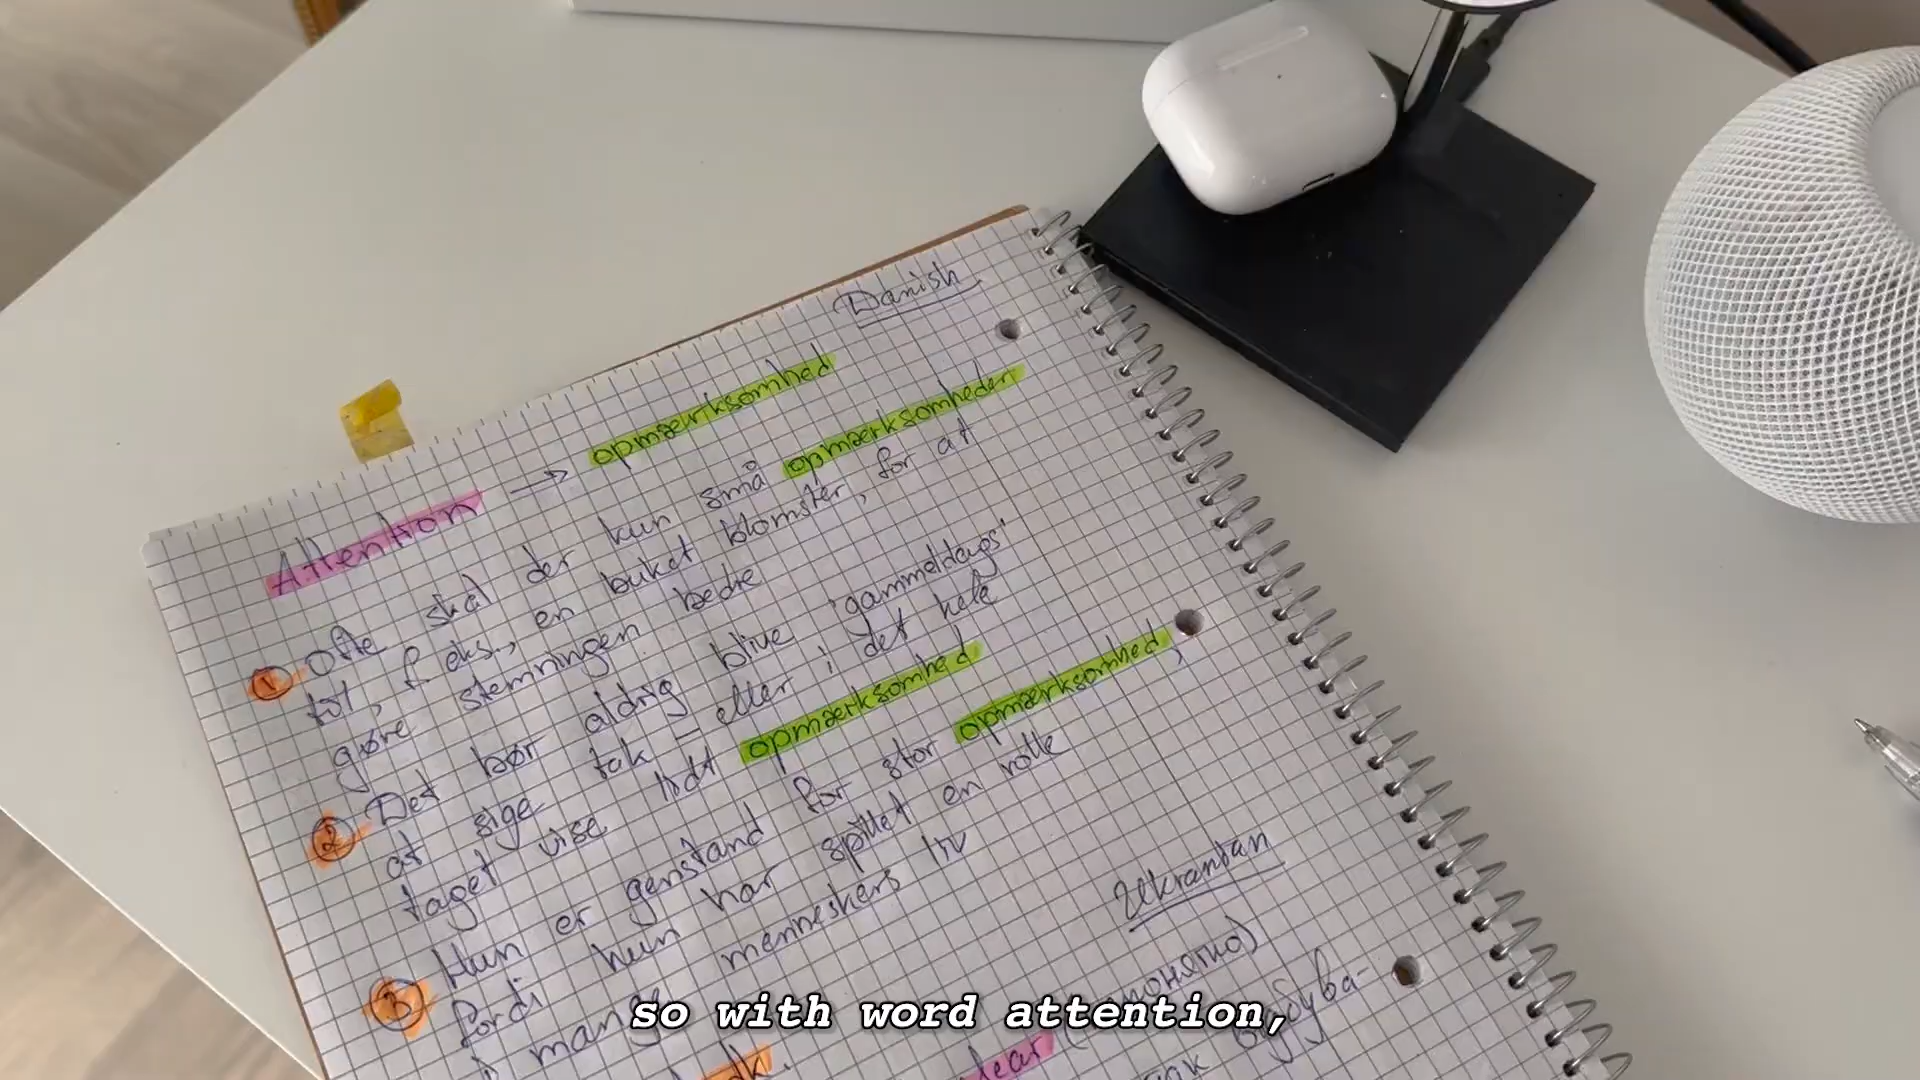 Danish
Attention → opmærksomhed
① Ofte skal der kun små opmærksomheder
til, f. eks., en buket blomster, for at
gøre stemningen bedre
② Det bør aldrig blive 'gammeldags'
at sige tak – eller i det hele
taget vise lidt opmærksomhed
③ Hun er genstand for stor opmærksomhed,
fordi hun har spillet en rolle
i mange menneskers liv
Ukranian
so with word attention,